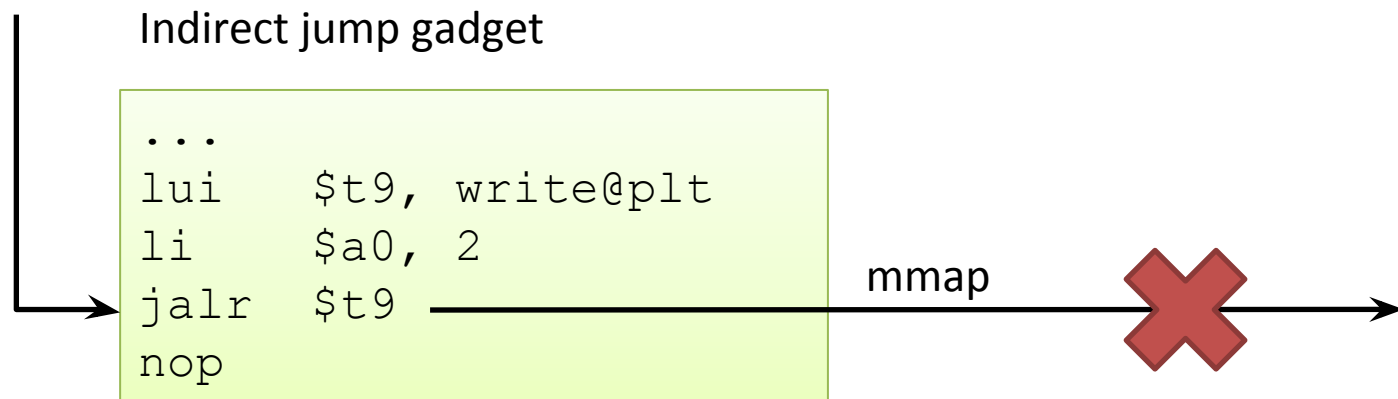 Indirect jump gadget
...
lui $t9, write@plt
li $a0, 2
jalr $t9
mmap
nop